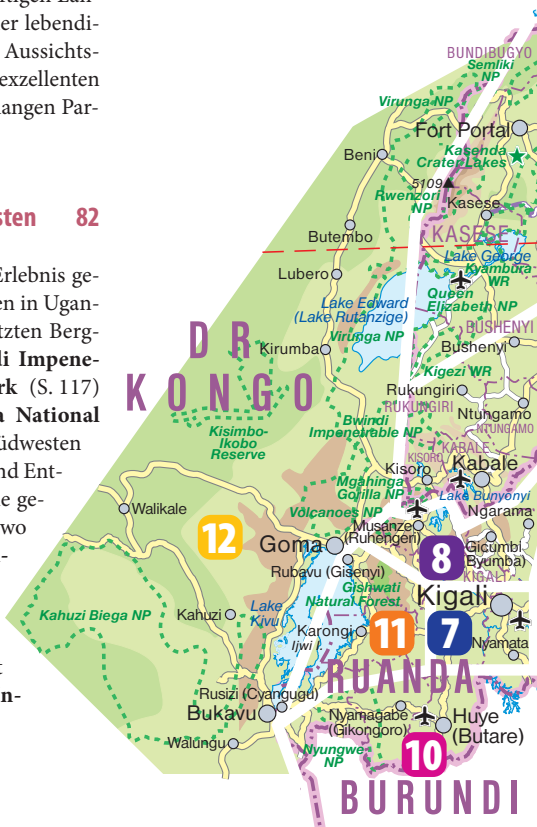 tigen Lan-
er lebendi-
Aussichts-
exzellenten
langen Par-
sten 82
Erlebnis ge-
en in Ugan-
tzten Berg-
di Impene-
rk (S. 117)
a National
üdwesten
nd Ent-
e ge-
wo
n-
t
n-
BUNDIBUGYO
Semliki
NP
Virunga NP
Fort Portal
Kasenda
Crater Lakes
Beni
5109
Rwenzori
NP
Kasese
KASESE
Butembo
Lake George
Kyambura
WR
Lubero
Queen
Elizabeth NP
Lake Edward
(Lake Rutanzige)
BUSHENYI
Virunga NP
Bushenyi
DR
KONGO
Kirumba
Kigezi WR
Rukungiri
RUKUNGIRI
Ntungamo
NTUNGAMO
Kisimbo-
Ikobo
Reserve
Bwindi
Impenetrable NP
KABALE
KISORO
Kisoro
Kabale
Mgahinga
Gorilla NP
Lake Bunyonyi
Walikale
Volcanoes NP
Ngarama
Musanze
(Ruhengeri)
12
Goma
8
Gicumbi
(Byumba)
Rubavu (Gisenyi)
KIGALI
Gishwati
Natural Forest
Kigali
Kahuzi Biega NP
Kahuzi
Lake
Kivu
Karongi
Ijwi I.
11
7
Nyamata
RUANDA
Rusizi (Cyangugu)
Bukavu
Nyamagabe
(Gikongoro)
Huye
(Butare)
Walungu
Nyungwe
NP
10
BURUNDI